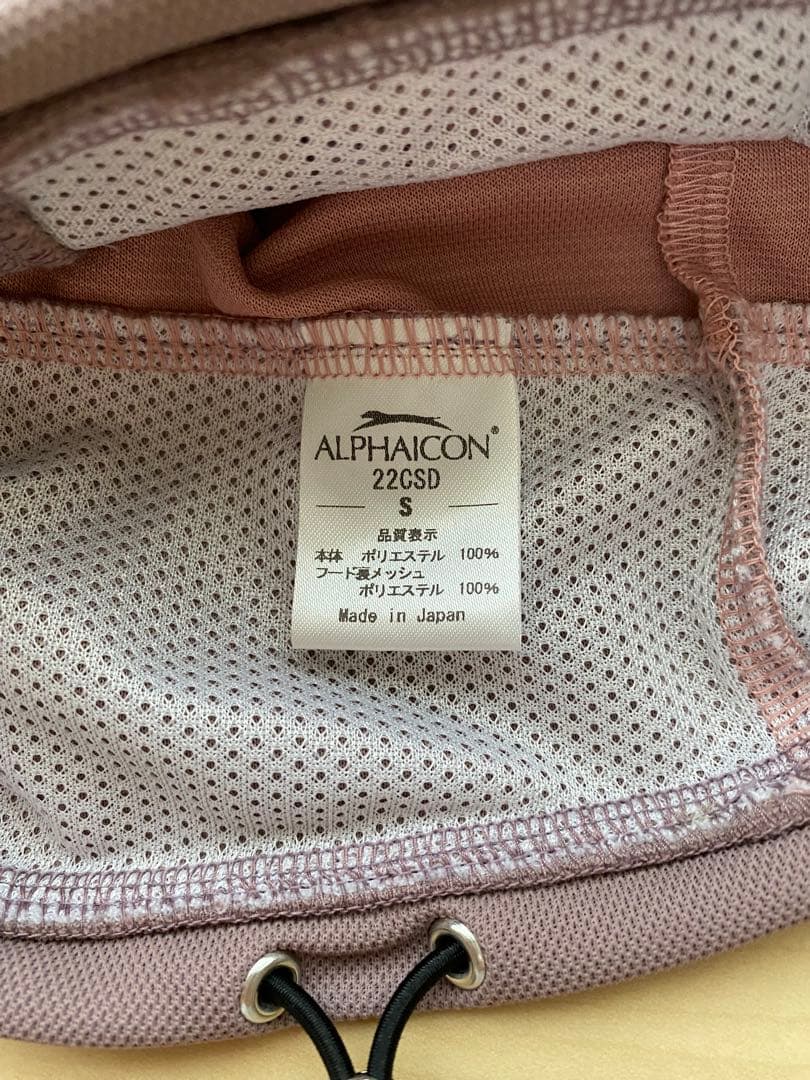 ALPHAICON®
22CSD
S
品質表示
本体 ポリエステル 100%
フード裏メッシュ
ポリエステル 100%
Made in Japan